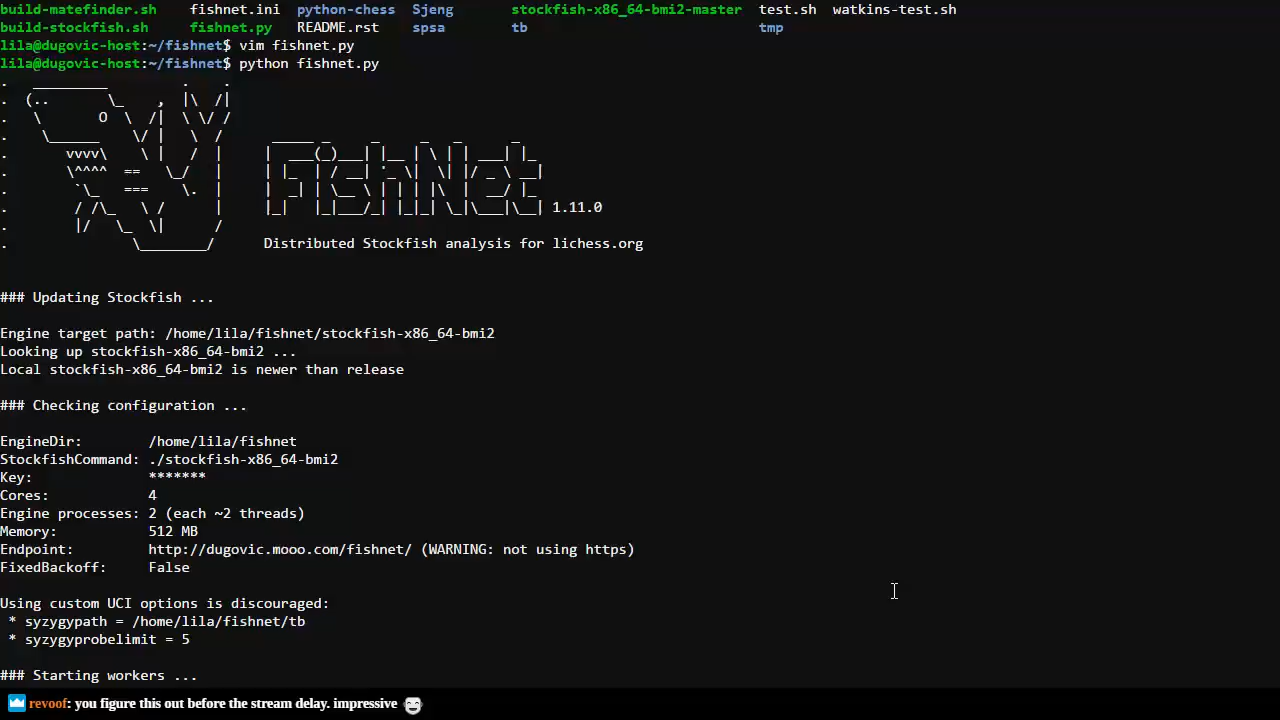 build-matefinder.sh    fishnet.ini  python-chess  Sjeng          stockfish-x86_64-bmi2-master  test.sh  watkins-test.sh
build-stockfish.sh     fishnet.py   README.rst    spsa           tb                            tmp
lila@dugovic-host:~/fishnet$ vim fishnet.py
lila@dugovic-host:~/fishnet$ python fishnet.py
.   _________         .    .
.  (..       \_    ,  |\  /|
.   \       O  \  /|  \ \/ /
.    \______    \/ |   \  /      _____ _     _     _   _      _
.       vvvv\    \ |   /  |     |  ___(_)___| |__ | \ | | ___| |_
.       \^^^^  ==   \_/   |     | |_  | / __| '_ \|  \| |/ _ \ __|
.        `\_   ===    \.  |     |  _| | \__ \ | | | |\  |  __/ |_
.        / /\_   \ /      |     |_|   |_|___/_| |_|_| \_|\___|\__| 1.11.0
.        |/   \_  \|      /
.               \________/      Distributed Stockfish analysis for lichess.org
### Updating Stockfish ...
Engine target path: /home/lila/fishnet/stockfish-x86_64-bmi2
Looking up stockfish-x86_64-bmi2 ...
Local stockfish-x86_64-bmi2 is newer than release
### Checking configuration ...
EngineDir:        /home/lila/fishnet
StockfishCommand: ./stockfish-x86_64-bmi2
Key:              *******
Cores:            4
Engine processes: 2 (each ~2 threads)
Memory:           512 MB
Endpoint:         http://dugovic.mooo.com/fishnet/ (WARNING: not using https)
FixedBackoff:     False
Using custom UCI options is discouraged:
 * syzygypath = /home/lila/fishnet/tb
 * syzygyprobelimit = 5
### Starting workers ...
revoof: you figure this out before the stream delay. impressive